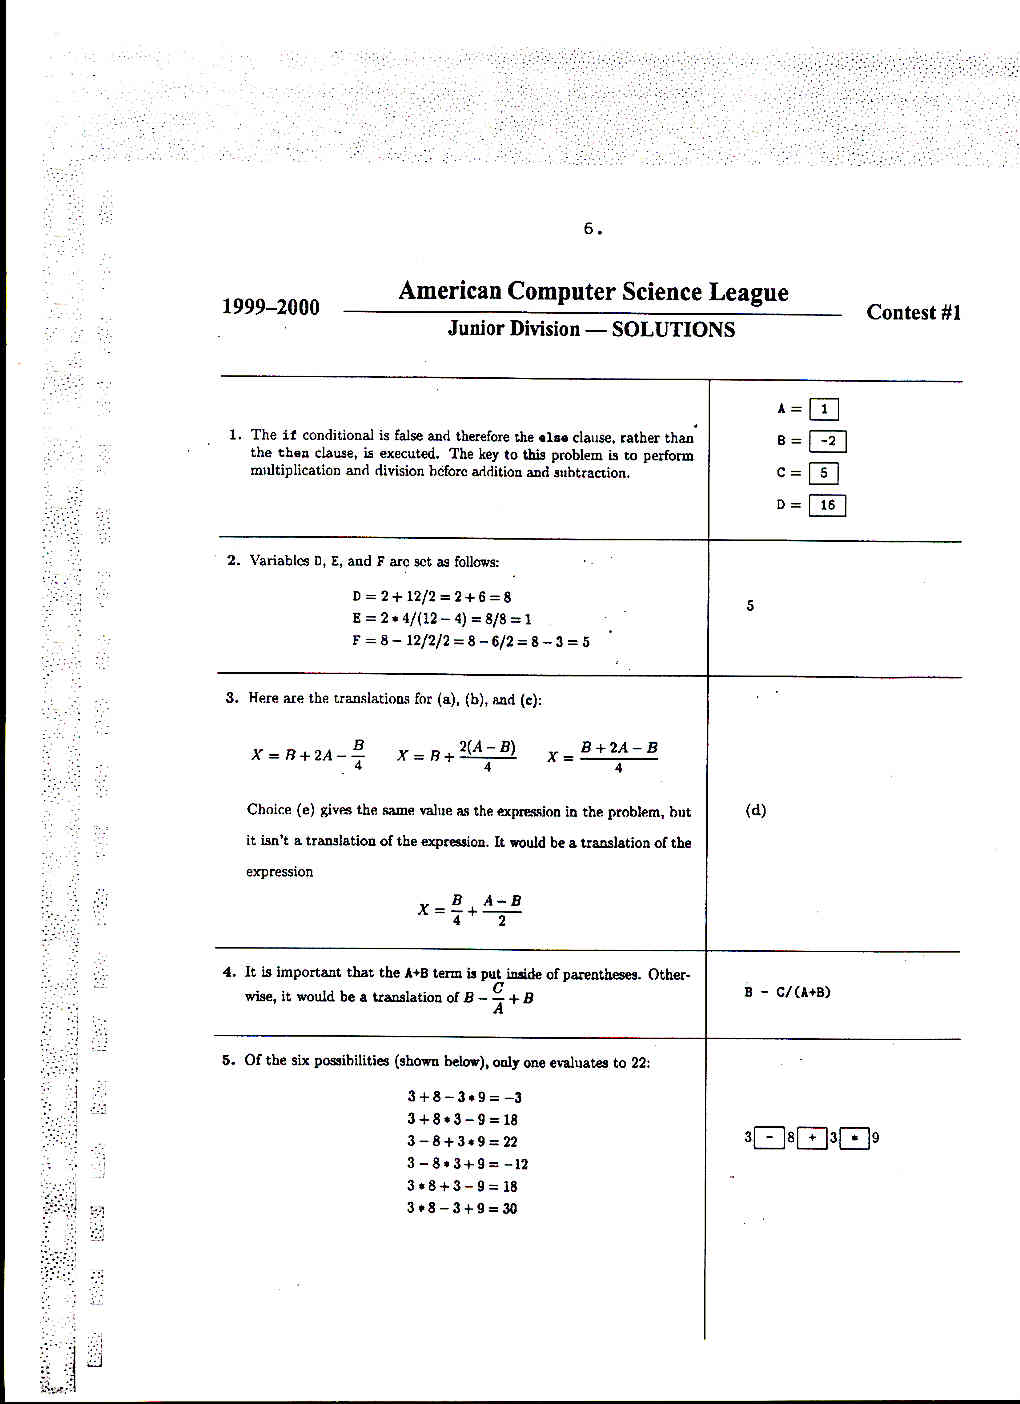 6.
American Computer Science League
1999–2000
Contest #1
Junior Division — SOLUTIONS
1. The if conditional is false and therefore the else clause, rather than
the then clause, is executed. The key to this problem is to perform
multiplication and division before addition and subtraction.
A = 1
B = -2
C = 5
D = 16
2. Variables D, E, and F are set as follows:
D = 2 + 12/2 = 2 + 6 = 8
E = 2 * 4/(12 – 4) = 8/8 = 1
F = 8 – 12/2/2 = 8 – 6/2 = 8 – 3 = 5
5
3. Here are the translations for (a), (b), and (c):
X = B + 2A – B/4    X = B + 2(A – B)/4    X = (B + 2A – B)/4
Choice (e) gives the same value as the expression in the problem, but
it isn't a translation of the expression. It would be a translation of the
expression
X = B/4 + (A – B)/2
(d)
4. It is important that the A+B term is put inside of parentheses. Other-
wise, it would be a translation of B – C/A + B
B - C/(A+B)
5. Of the six possibilities (shown below), only one evaluates to 22:
3 + 8 – 3 * 9 = –3
3 + 8 * 3 – 9 = 18
3 – 8 + 3 * 9 = 22
3 – 8 * 3 + 9 = –12
3 * 8 + 3 – 9 = 18
3 * 8 – 3 + 9 = 30
3 - 8 + 3 * 9